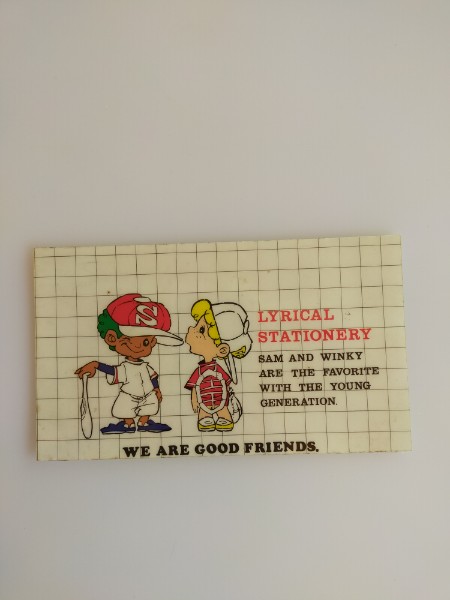 S
LYRICAL
STATIONERY
SAM AND WINKY
ARE THE FAVORITE
WITH THE YOUNG
GENERATION.
WE ARE GOOD FRIENDS.